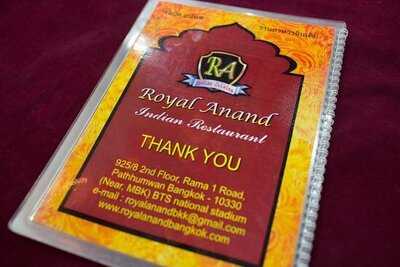 RA
Royal Anand
Indian Restaurant
THANK YOU
925/8 2nd Floor, Rama 1 Road,
Pathhumwan Bangkok - 10330
(Near, MBK) BTS national stadium
e-mail : royalanandbkk@gmail.com
www.royalanandbangkok.com